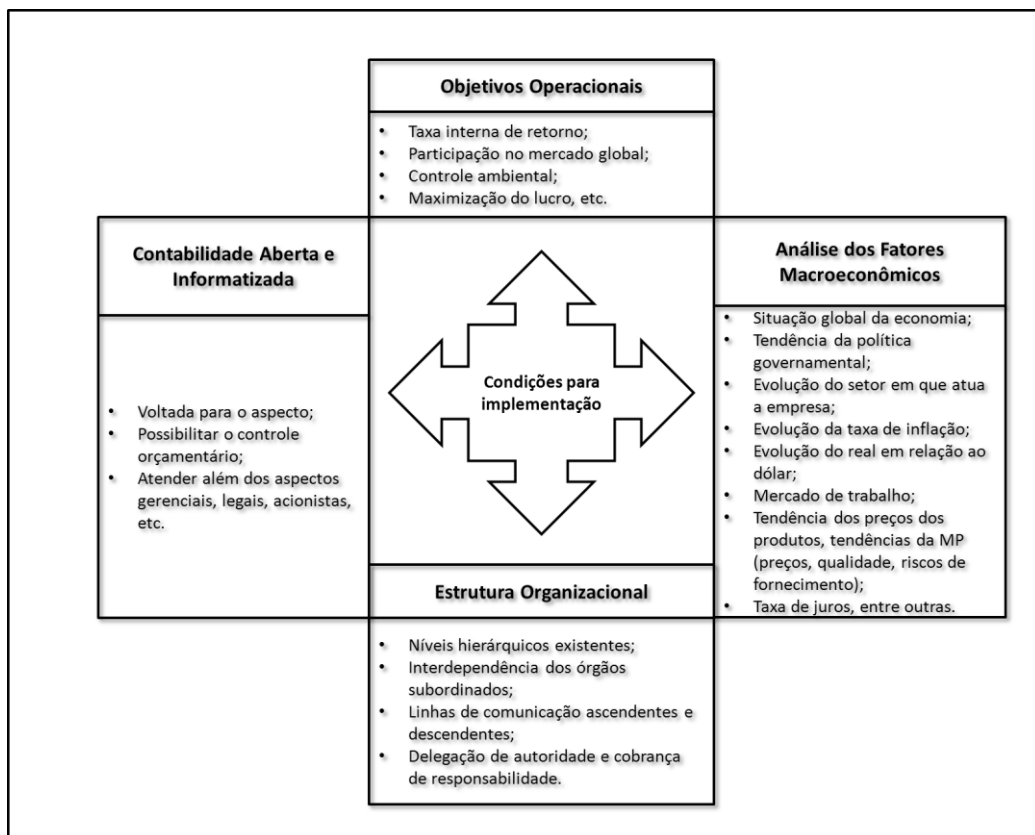 Objetivos Operacionais
• Taxa interna de retorno;
• Participação no mercado global;
• Controle ambiental;
• Maximização do lucro, etc.
Contabilidade Aberta e
Informatizada
• Voltada para o aspecto;
• Possibilitar o controle
orçamentário;
• Atender além dos aspectos
gerenciais, legais, acionistas,
etc.
Condições para
implementação
Análise dos Fatores
Macroeconômicos
• Situação global da economia;
• Tendência da política
governamental;
• Evolução do setor em que atua
a empresa;
• Evolução da taxa de inflação;
• Evolução do real em relação ao
dólar;
• Mercado de trabalho;
• Tendência dos preços dos
produtos, tendências da MP
(preços, qualidade, riscos de
fornecimento);
• Taxa de juros, entre outras.
Estrutura Organizacional
• Níveis hierárquicos existentes;
• Interdependência dos órgãos
subordinados;
• Linhas de comunicação ascendentes e
descendentes;
• Delegação de autoridade e cobrança
de responsabilidade.